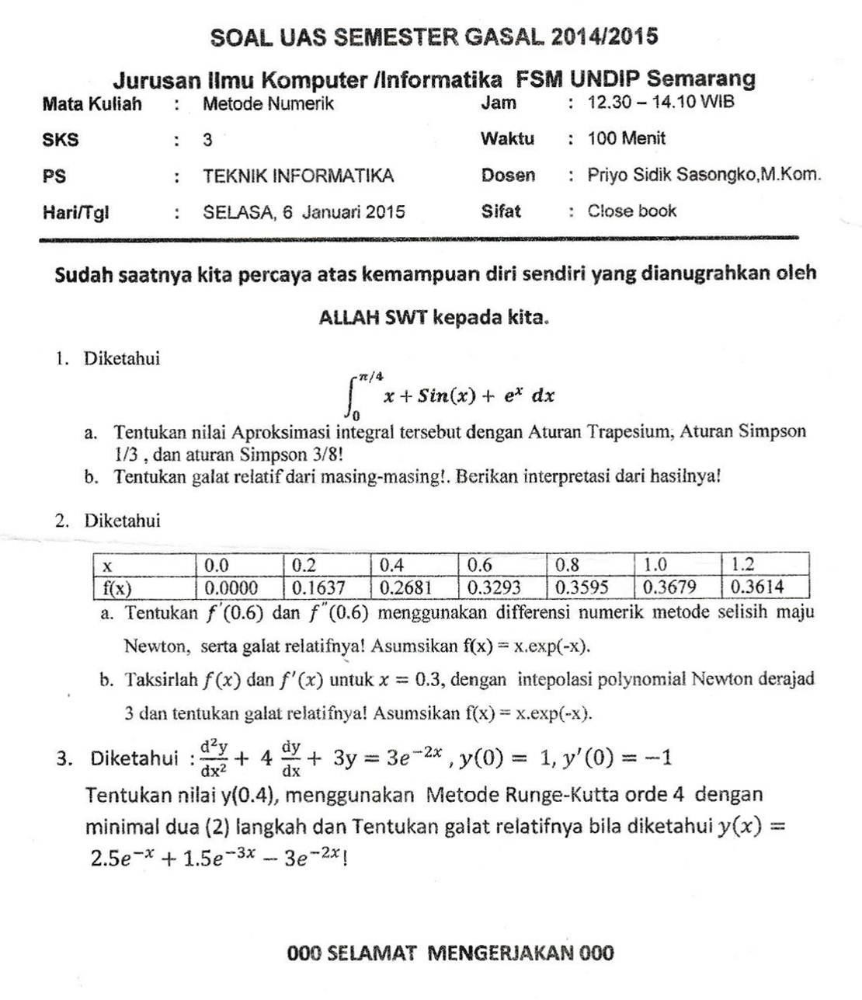 SOAL UAS SEMESTER GASAL 2014/2015
Jurusan Ilmu Komputer /Informatika FSM UNDIP Semarang
Mata Kuliah : Metode Numerik Jam : 12.30 – 14.10 WIB
SKS : 3 Waktu : 100 Menit
PS : TEKNIK INFORMATIKA Dosen : Priyo Sidik Sasongko,M.Kom.
Hari/Tgl : SELASA, 6 Januari 2015 Sifat : Close book
Sudah saatnya kita percaya atas kemampuan diri sendiri yang dianugrahkan oleh
ALLAH SWT kepada kita.
1. Diketahui
∫₀^{π/4} x + Sin(x) + eˣ dx
a. Tentukan nilai Aproksimasi integral tersebut dengan Aturan Trapesium, Aturan Simpson
1/3 , dan aturan Simpson 3/8!
b. Tentukan galat relatif dari masing-masing!. Berikan interpretasi dari hasilnya!
2. Diketahui
x 0.0 0.2 0.4 0.6 0.8 1.0 1.2
f(x) 0.0000 0.1637 0.2681 0.3293 0.3595 0.3679 0.3614
a. Tentukan f′(0.6) dan f″(0.6) menggunakan differensi numerik metode selisih maju
Newton, serta galat relatifnya! Asumsikan f(x) = x.exp(-x).
b. Taksirlah f(x) dan f′(x) untuk x = 0.3, dengan intepolasi polynomial Newton derajad
3 dan tentukan galat relatifnya! Asumsikan f(x) = x.exp(-x).
3. Diketahui : d²y/dx² + 4 dy/dx + 3y = 3e⁻²ˣ , y(0) = 1, y′(0) = −1
Tentukan nilai y(0.4), menggunakan Metode Runge-Kutta orde 4 dengan
minimal dua (2) langkah dan Tentukan galat relatifnya bila diketahui y(x) =
2.5e⁻ˣ + 1.5e⁻³ˣ − 3e⁻²ˣ!
000 SELAMAT MENGERJAKAN 000